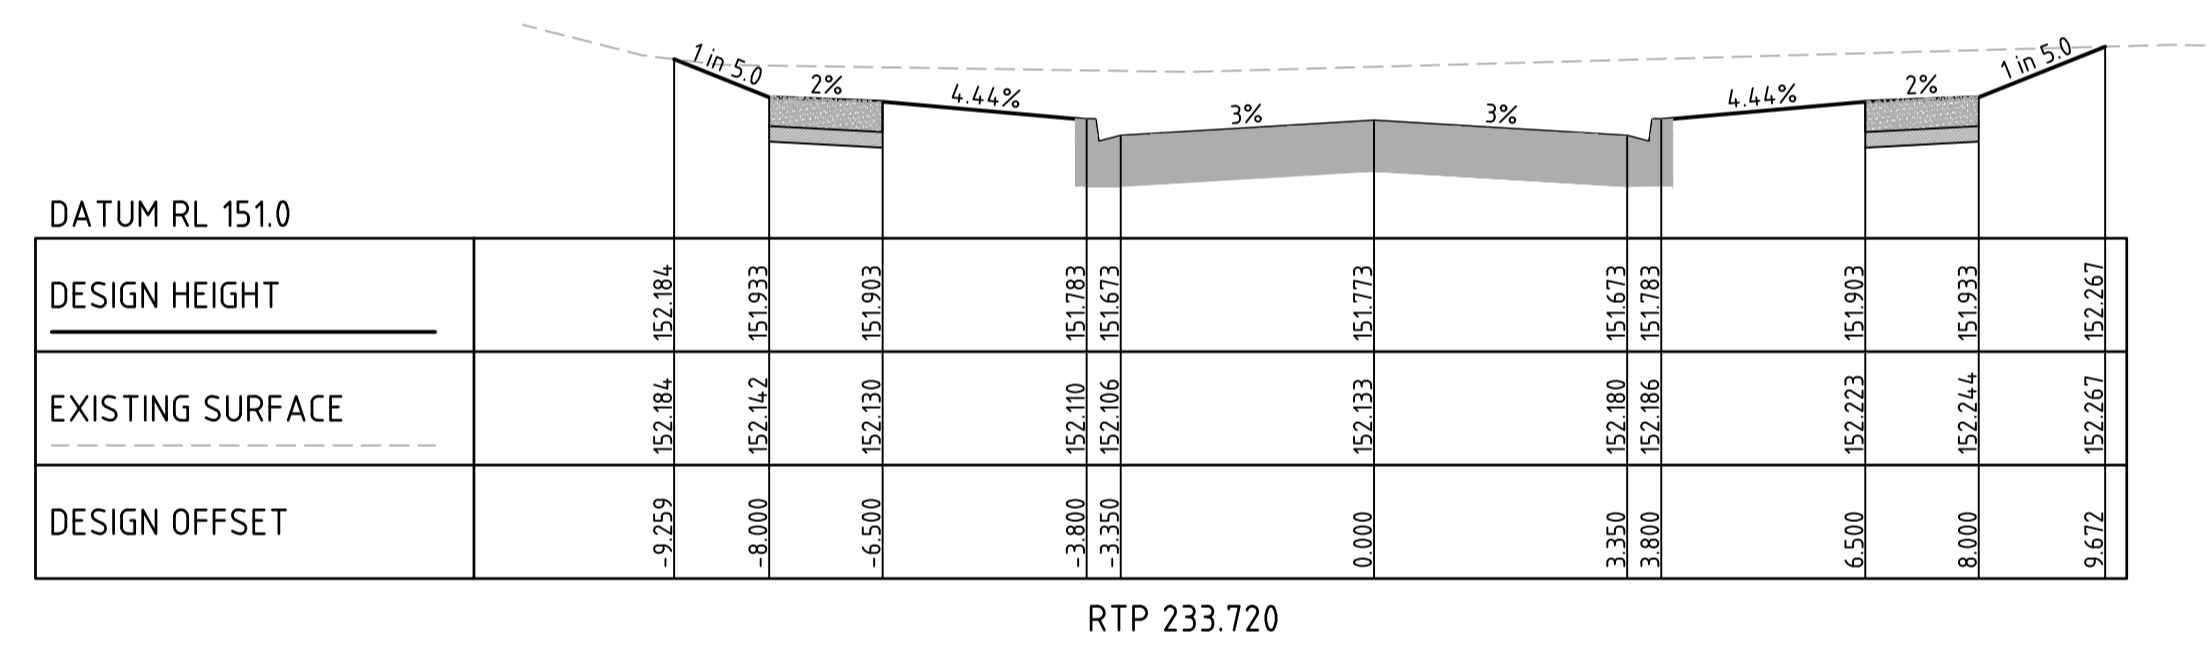 1 in 5.0 2% 4.44% 3% 3% 4.44% 2% 1 in 5.0
DATUM RL 151.0
DESIGN HEIGHT 152.184 151.933 151.903 151.783 151.673 151.773 151.673 151.783 151.903 151.933 152.267
EXISTING SURFACE 152.184 152.142 152.130 152.110 152.106 152.133 152.180 152.186 152.223 152.244 152.267
DESIGN OFFSET -9.259 -8.000 -6.500 -3.800 -3.350 0.000 3.350 3.800 6.500 8.000 9.672
RTP 233.720